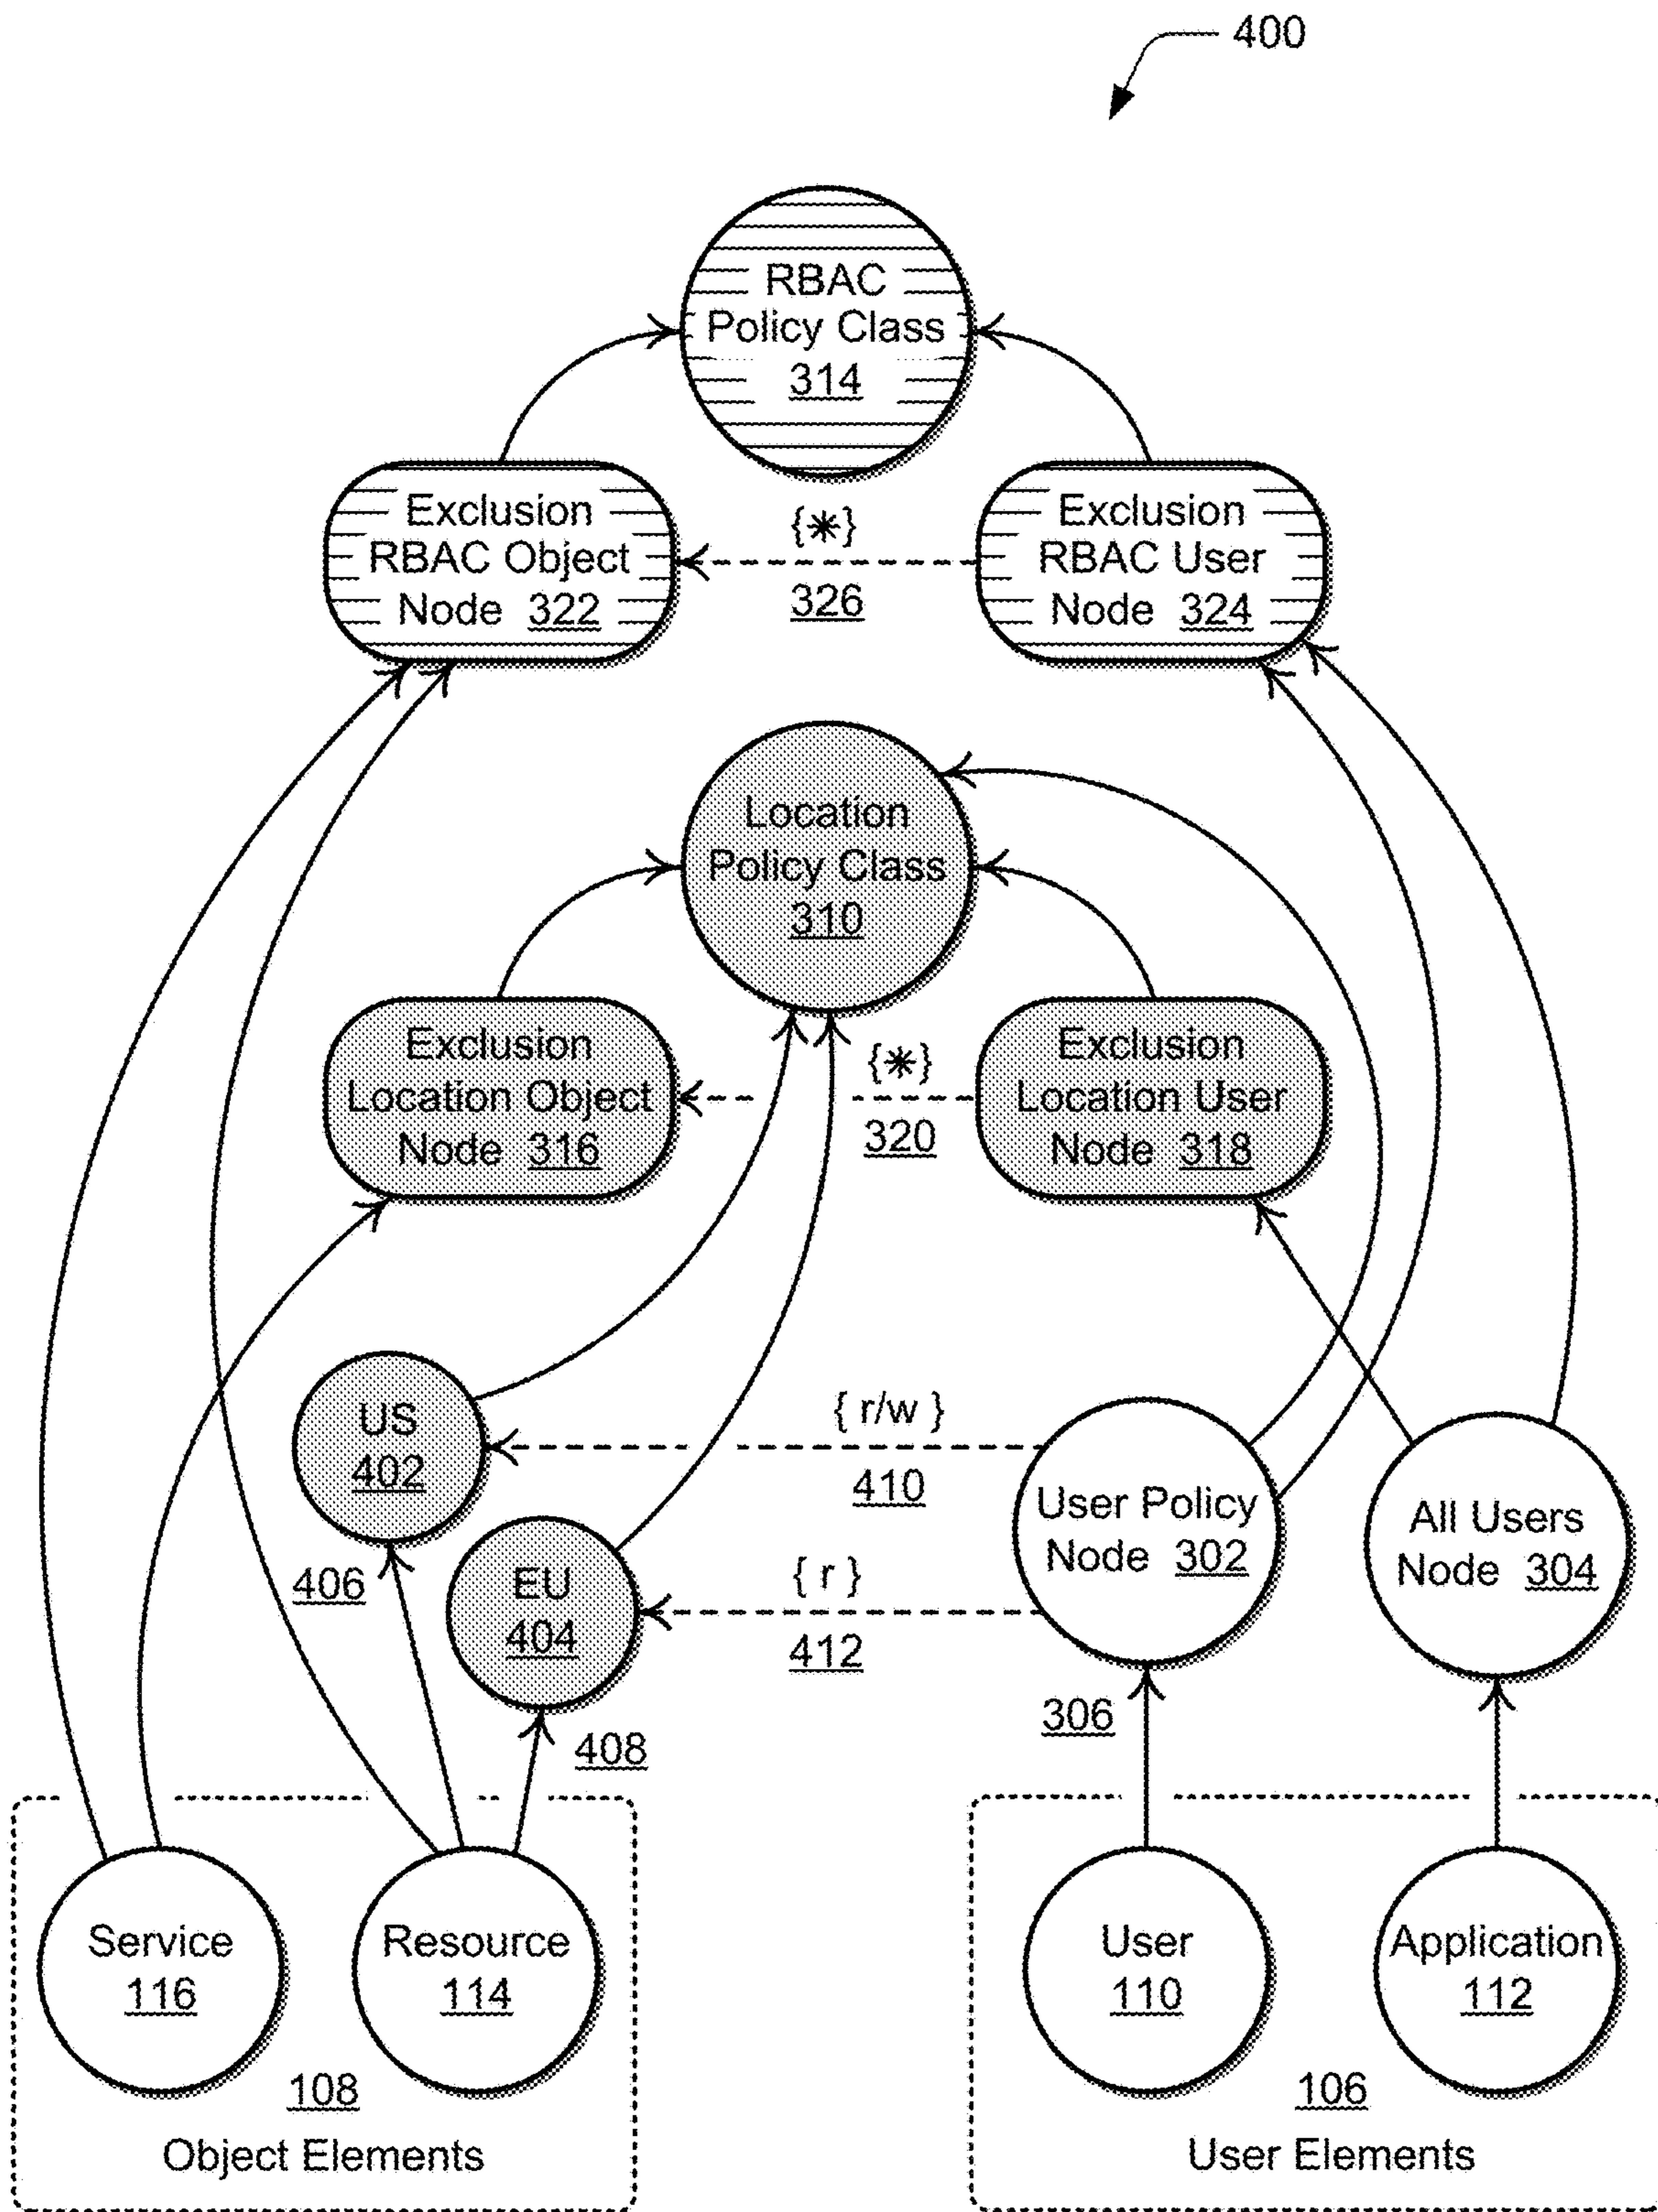 400
RBAC
Policy Class
314
Exclusion
RBAC Object
Node 322
{*}
326
Exclusion
RBAC User
Node 324
Location
Policy Class
310
Exclusion
Location Object
Node 316
{*}
320
Exclusion
Location User
Node 318
US
402
{ r/w }
410
User Policy
Node 302
All Users
Node 304
406
EU
404
{ r }
412
408
306
Service
116
Resource
114
User
110
Application
112
108
Object Elements
106
User Elements